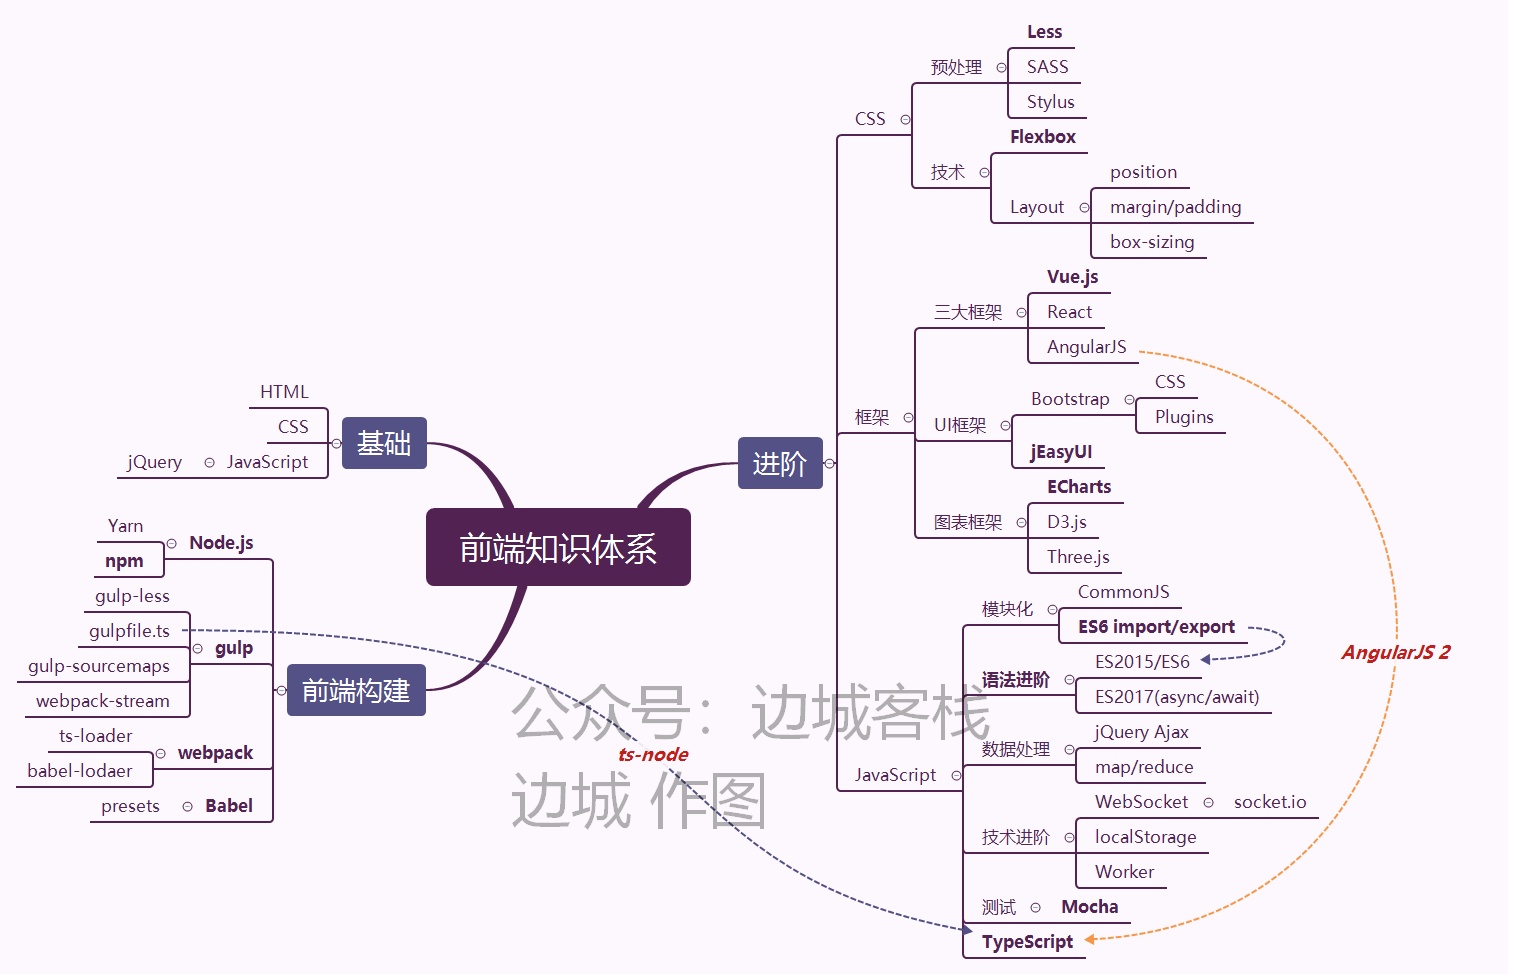 前端知识体系
基础
HTML
CSS
JavaScript
jQuery
前端构建
Node.js
Yarn
npm
gulp
gulp-less
gulpfile.ts
gulp-sourcemaps
webpack-stream
webpack
ts-loader
babel-lodaer
Babel
presets
进阶
CSS
预处理
Less
SASS
Stylus
技术
Flexbox
Layout
position
margin/padding
box-sizing
框架
三大框架
Vue.js
React
AngularJS
UI框架
Bootstrap
CSS
Plugins
jEasyUI
图表框架
ECharts
D3.js
Three.js
JavaScript
模块化
CommonJS
ES6 import/export
语法进阶
ES2015/ES6
ES2017(async/await)
数据处理
jQuery Ajax
map/reduce
技术进阶
WebSocket
socket.io
localStorage
Worker
测试
Mocha
TypeScript
AngularJS 2
ts-node
公众号：边城客栈
边城 作图